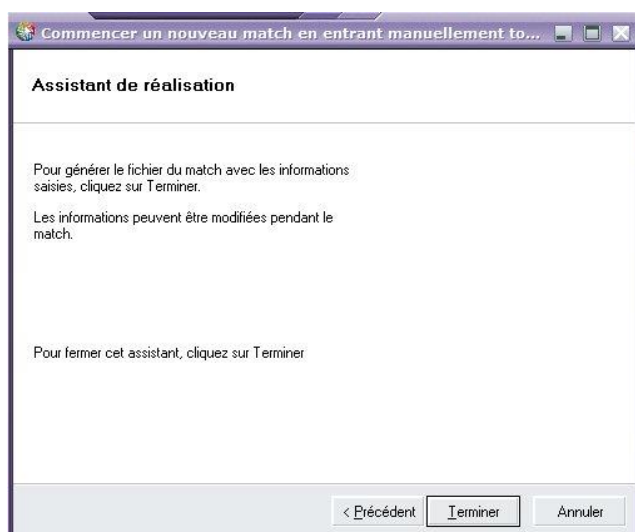 Commencer un nouveau match en entrant manuellement to...
Assistant de réalisation
Pour générer le fichier du match avec les informations
saisies, cliquez sur Terminer.
Les informations peuvent être modifiées pendant le
match.
Pour fermer cet assistant, cliquez sur Terminer
< Précédent
Terminer
Annuler